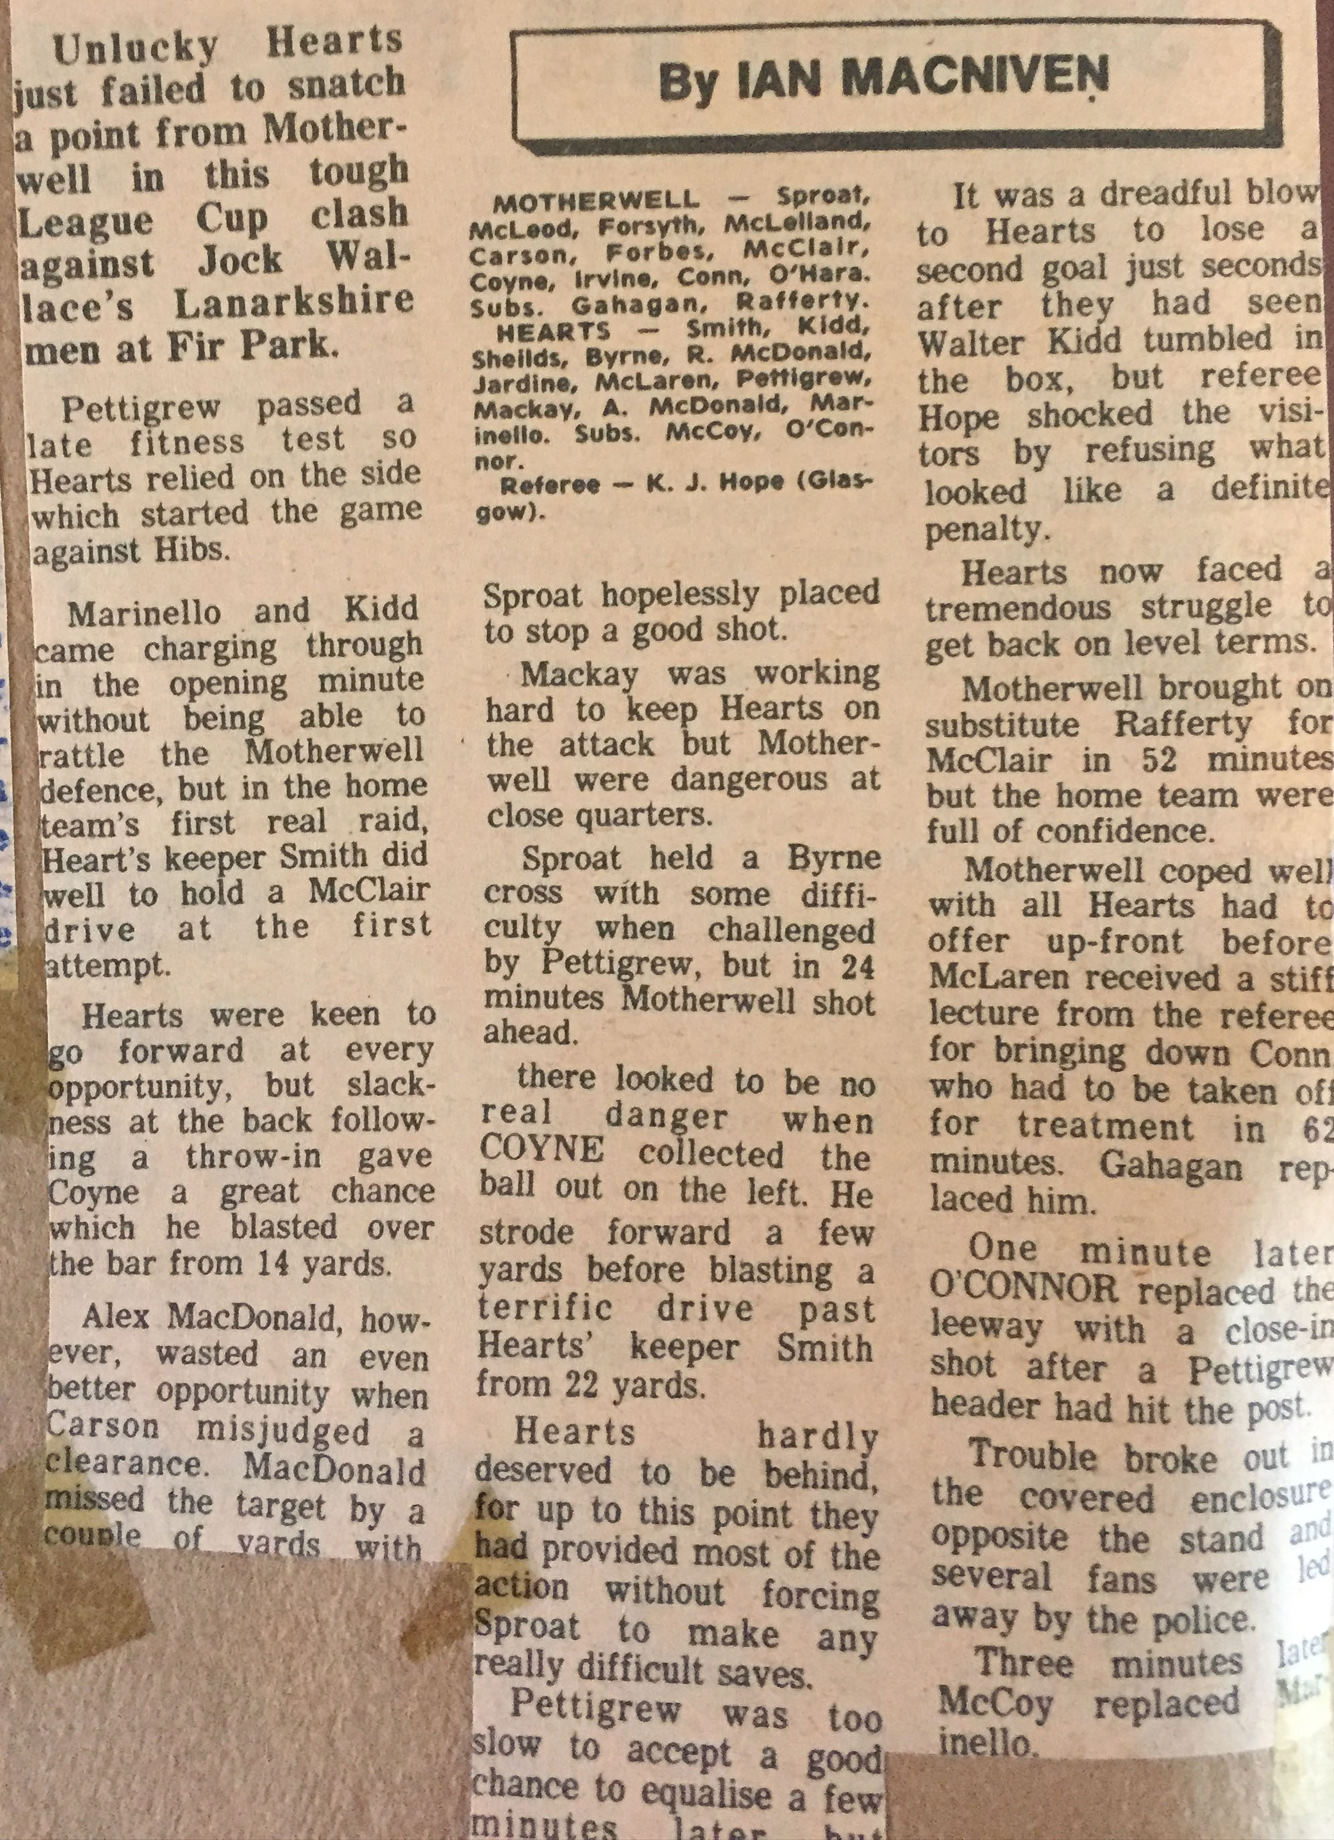 Unlucky Hearts
just failed to snatch
a point from Mother-
well in this tough
League Cup clash
against Jock Wal-
lace's Lanarkshire
men at Fir Park.
Pettigrew passed a
late fitness test so
Hearts relied on the side
which started the game
against Hibs.
Marinello and Kidd
came charging through
in the opening minute
without being able to
rattle the Motherwell
defence, but in the home
team's first real raid,
Heart's keeper Smith did
well to hold a McClair
drive at the first
attempt.
Hearts were keen to
go forward at every
opportunity, but slack-
ness at the back follow-
ing a throw-in gave
Coyne a great chance
which he blasted over
the bar from 14 yards.
Alex MacDonald, how-
ever, wasted an even
better opportunity when
Carson misjudged a
clearance. MacDonald
missed the target by a
couple of yards with
By IAN MACNIVEN
MOTHERWELL — Sproat,
McLeod, Forsyth, McLelland,
Carson, Forbes, McClair,
Coyne, Irvine, Conn, O'Hara.
Subs. Gahagan, Rafferty.
HEARTS — Smith, Kidd,
Sheilds, Byrne, R. McDonald,
Jardine, McLaren, Pettigrew,
Mackay, A. McDonald, Mar-
inello. Subs. McCoy, O'Con-
nor.
Referee — K. J. Hope (Glas-
gow).
Sproat hopelessly placed
to stop a good shot.
Mackay was working
hard to keep Hearts on
the attack but Mother-
well were dangerous at
close quarters.
Sproat held a Byrne
cross with some diffi-
culty when challenged
by Pettigrew, but in 24
minutes Motherwell shot
ahead.
there looked to be no
real danger when
COYNE collected the
ball out on the left. He
strode forward a few
yards before blasting a
terrific drive past
Hearts' keeper Smith
from 22 yards.
Hearts hardly
deserved to be behind,
for up to this point they
had provided most of the
action without forcing
Sproat to make any
really difficult saves.
Pettigrew was too
slow to accept a good
chance to equalise a few
minutes later but
It was a dreadful blow
to Hearts to lose a
second goal just seconds
after they had seen
Walter Kidd tumbled in
the box, but referee
Hope shocked the visi-
tors by refusing what
looked like a definite
penalty.
Hearts now faced a
tremendous struggle to
get back on level terms.
Motherwell brought on
substitute Rafferty for
McClair in 52 minutes
but the home team were
full of confidence.
Motherwell coped well
with all Hearts had to
offer up-front before
McLaren received a stiff
lecture from the referee
for bringing down Conn
who had to be taken off
for treatment in 62
minutes. Gahagan rep-
laced him.
One minute later
O'CONNOR replaced the
leeway with a close-in
shot after a Pettigrew
header had hit the post.
Trouble broke out in
the covered enclosure
opposite the stand and
several fans were led
away by the police.
Three minutes later
McCoy replaced Mar-
inello.